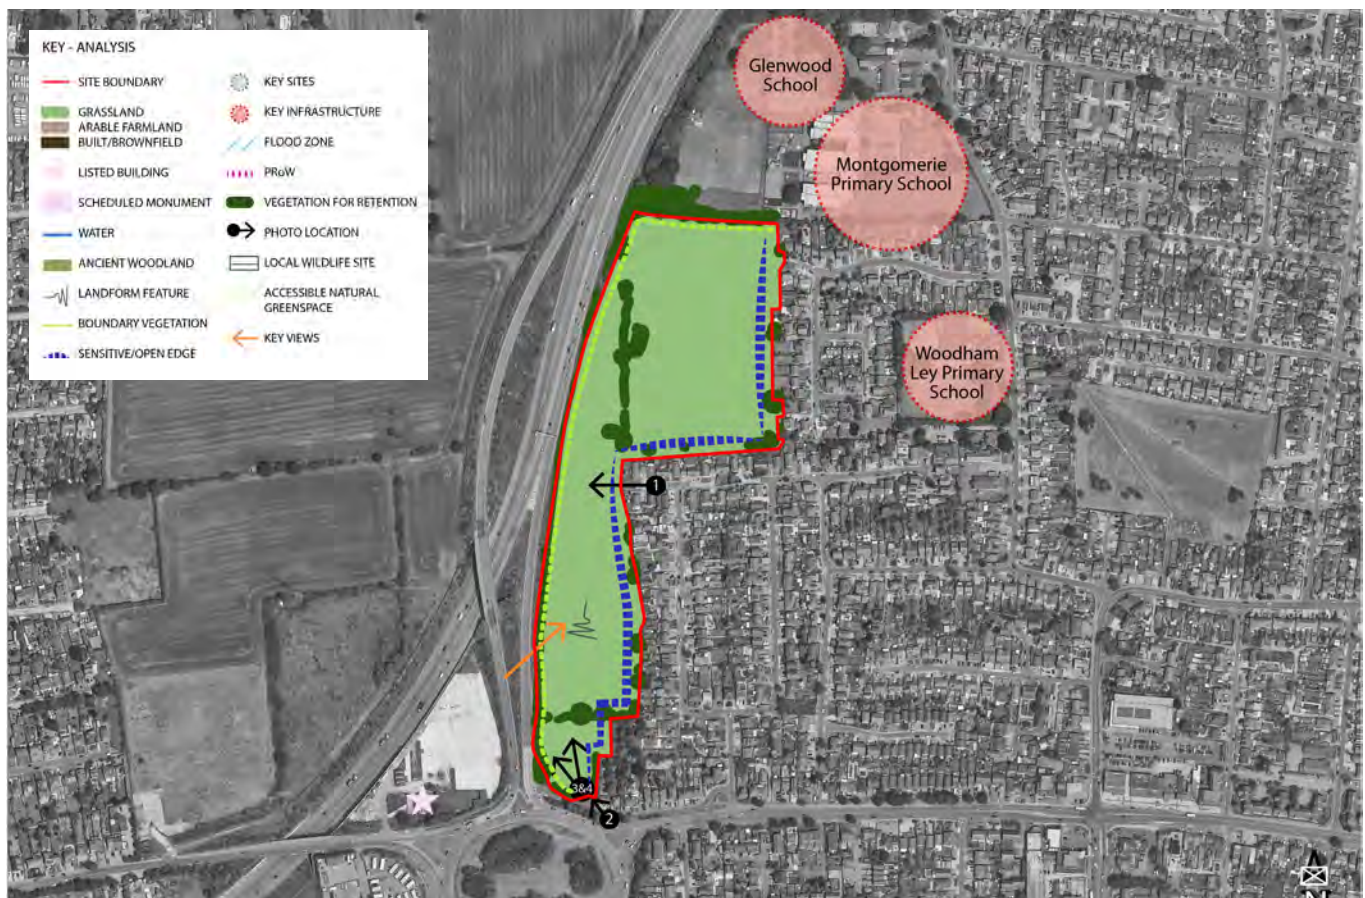 KEY - ANALYSIS
SITE BOUNDARY
GRASSLAND
ARABLE FARMLAND
BUILT/BROWNFIELD
LISTED BUILDING
SCHEDULED MONUMENT
WATER
ANCIENT WOODLAND
LANDFORM FEATURE
BOUNDARY VEGETATION
SENSITIVE/OPEN EDGE
KEY SITES
KEY INFRASTRUCTURE
FLOOD ZONE
PRoW
VEGETATION FOR RETENTION
PHOTO LOCATION
LOCAL WILDLIFE SITE
ACCESSIBLE NATURAL
GREENSPACE
KEY VIEWS
Glenwood
School
Montgomerie
Primary School
Woodham
Ley Primary
School
1
3&4
2
N